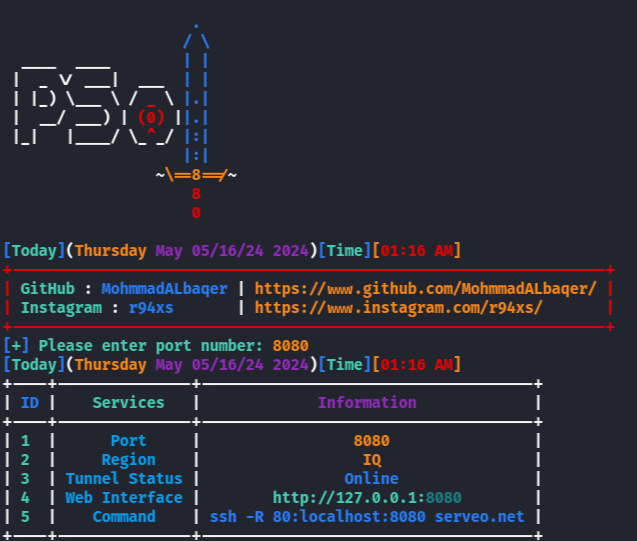 [Today](Thursday May 05/16/24 2024)[Time][01:16 AM]
GitHub : MohmmadALbaqer | https://www.github.com/MohmmadALbaqer/
Instagram : r94xs | https://www.instagram.com/r94xs/
[+] Please enter port number: 8080
[Today](Thursday May 05/16/24 2024)[Time][01:16 AM]
| ID | Services | Information |
| 1 | Port | 8080 |
| 2 | Region | IQ |
| 3 | Tunnel Status | Online |
| 4 | Web Interface | http://127.0.0.1:8080 |
| 5 | Command | ssh -R 80:localhost:8080 serveo.net |